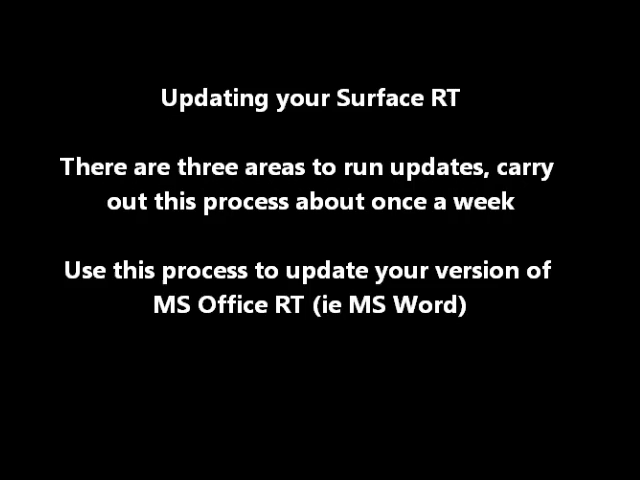 Updating your Surface RT
There are three areas to run updates, carry
out this process about once a week
Use this process to update your version of
MS Office RT (ie MS Word)